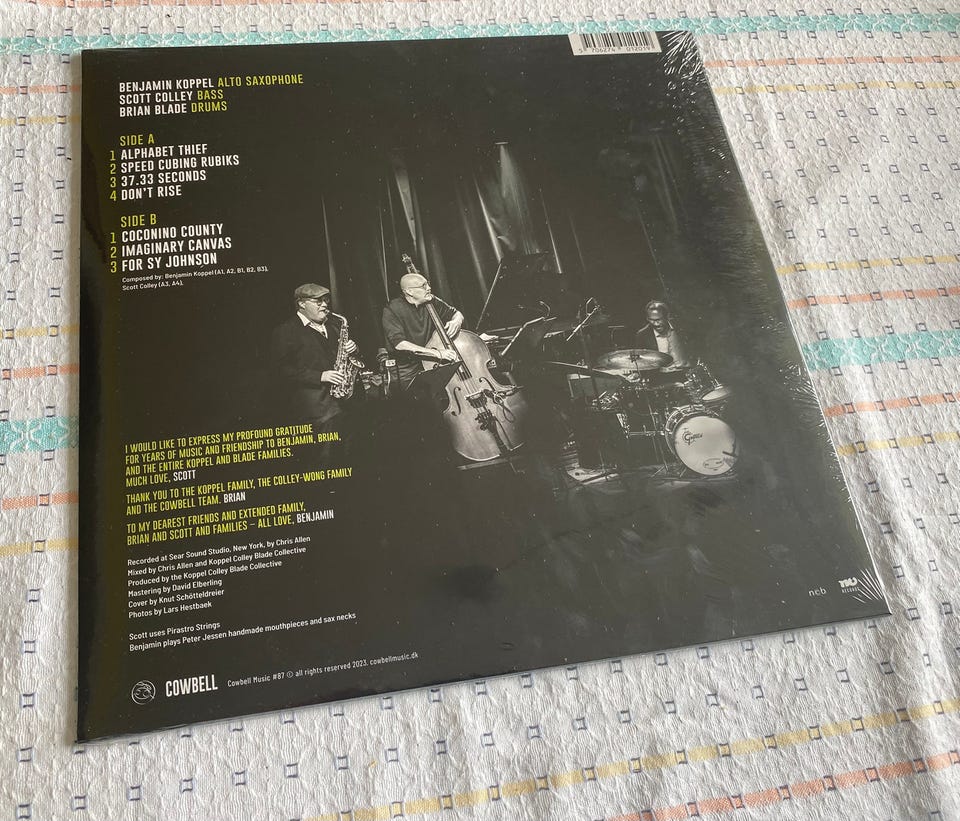 5 706274 012019
BENJAMIN KOPPEL ALTO SAXOPHONE
SCOTT COLLEY BASS
BRIAN BLADE DRUMS
SIDE A
1 ALPHABET THIEF
2 SPEED CUBING RUBIKS
3 37.33 SECONDS
4 DON'T RISE
SIDE B
1 COCONINO COUNTY
2 IMAGINARY CANVAS
3 FOR SY JOHNSON
Composed by: Benjamin Koppel (A1, A2, B1, B2, B3),
Scott Colley (A3, A4),
I WOULD LIKE TO EXPRESS MY PROFOUND GRATITUDE
FOR YEARS OF MUSIC AND FRIENDSHIP TO BENJAMIN, BRIAN,
AND THE ENTIRE KOPPEL AND BLADE FAMILIES.
MUCH LOVE, SCOTT
THANK YOU TO THE KOPPEL FAMILY, THE COLLEY-WONG FAMILY
AND THE COWBELL TEAM. BRIAN
TO MY DEAREST FRIENDS AND EXTENDED FAMILY,
BRIAN AND SCOTT AND FAMILIES – ALL LOVE, BENJAMIN
Recorded at Sear Sound Studio, New York, by Chris Allen
Mixed by Chris Allen and Koppel Colley Blade Collective
Produced by the Koppel Colley Blade Collective
Mastering by David Elberling
Cover by Knut Schötteldreier
Photos by Lars Hestbaek
Scott uses Pirastro Strings
Benjamin plays Peter Jessen handmade mouthpieces and sax necks
COWBELL Cowbell Music #87 © all rights reserved 2023. cowbellmusic.dk
Gretsch
ncb
RECORDS